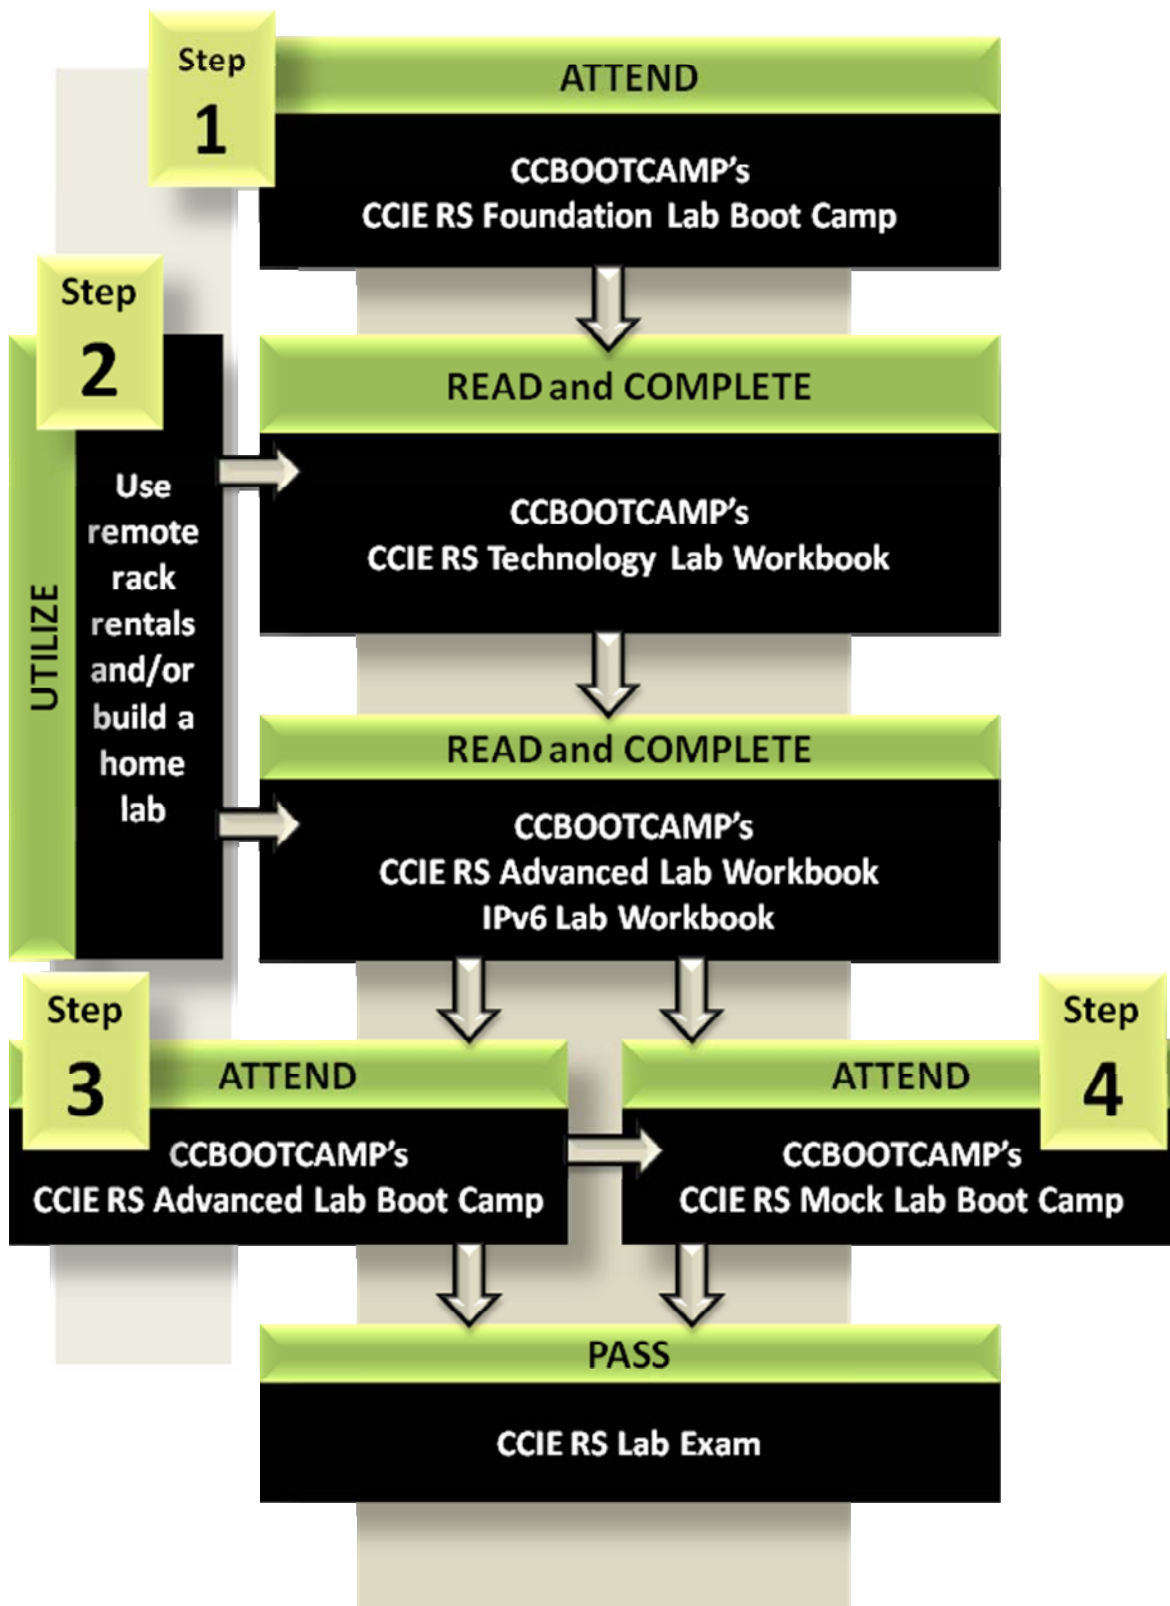 Step
1
ATTEND
CCBOOTCAMP's
CCIE RS Foundation Lab Boot Camp
Step
2
UTILIZE
Use
remote
rack
rentals
and/or
build a
home
lab
READ and COMPLETE
CCBOOTCAMP's
CCIE RS Technology Lab Workbook
READ and COMPLETE
CCBOOTCAMP's
CCIE RS Advanced Lab Workbook
IPv6 Lab Workbook
Step
3
ATTEND
CCBOOTCAMP's
CCIE RS Advanced Lab Boot Camp
Step
4
ATTEND
CCBOOTCAMP's
CCIE RS Mock Lab Boot Camp
PASS
CCIE RS Lab Exam